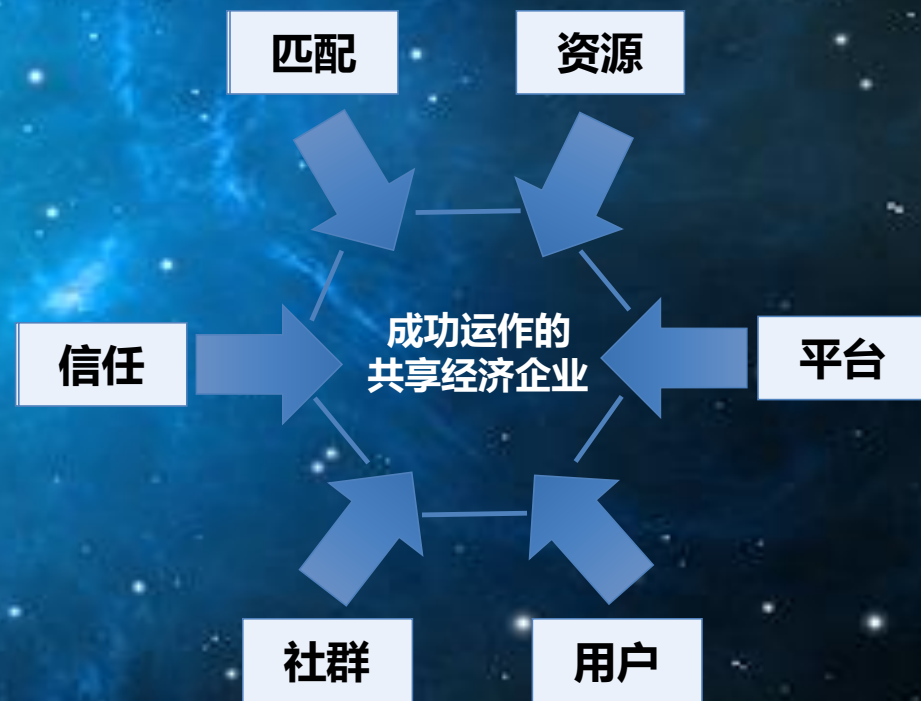 匹配
资源
信任
成功运作的
共享经济企业
平台
社群
用户